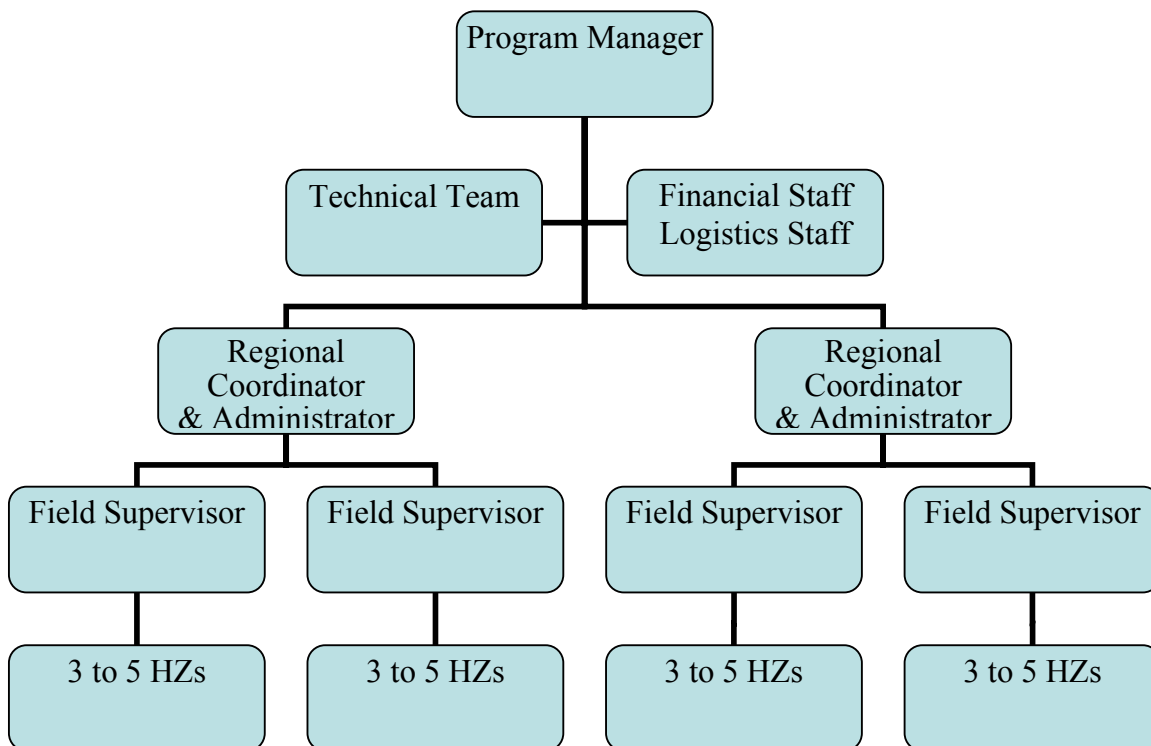 Program Manager
Technical Team
Financial Staff
Logistics Staff
Regional
Coordinator
& Administrator
Regional
Coordinator
& Administrator
Field Supervisor
Field Supervisor
Field Supervisor
Field Supervisor
3 to 5 HZs
3 to 5 HZs
3 to 5 HZs
3 to 5 HZs